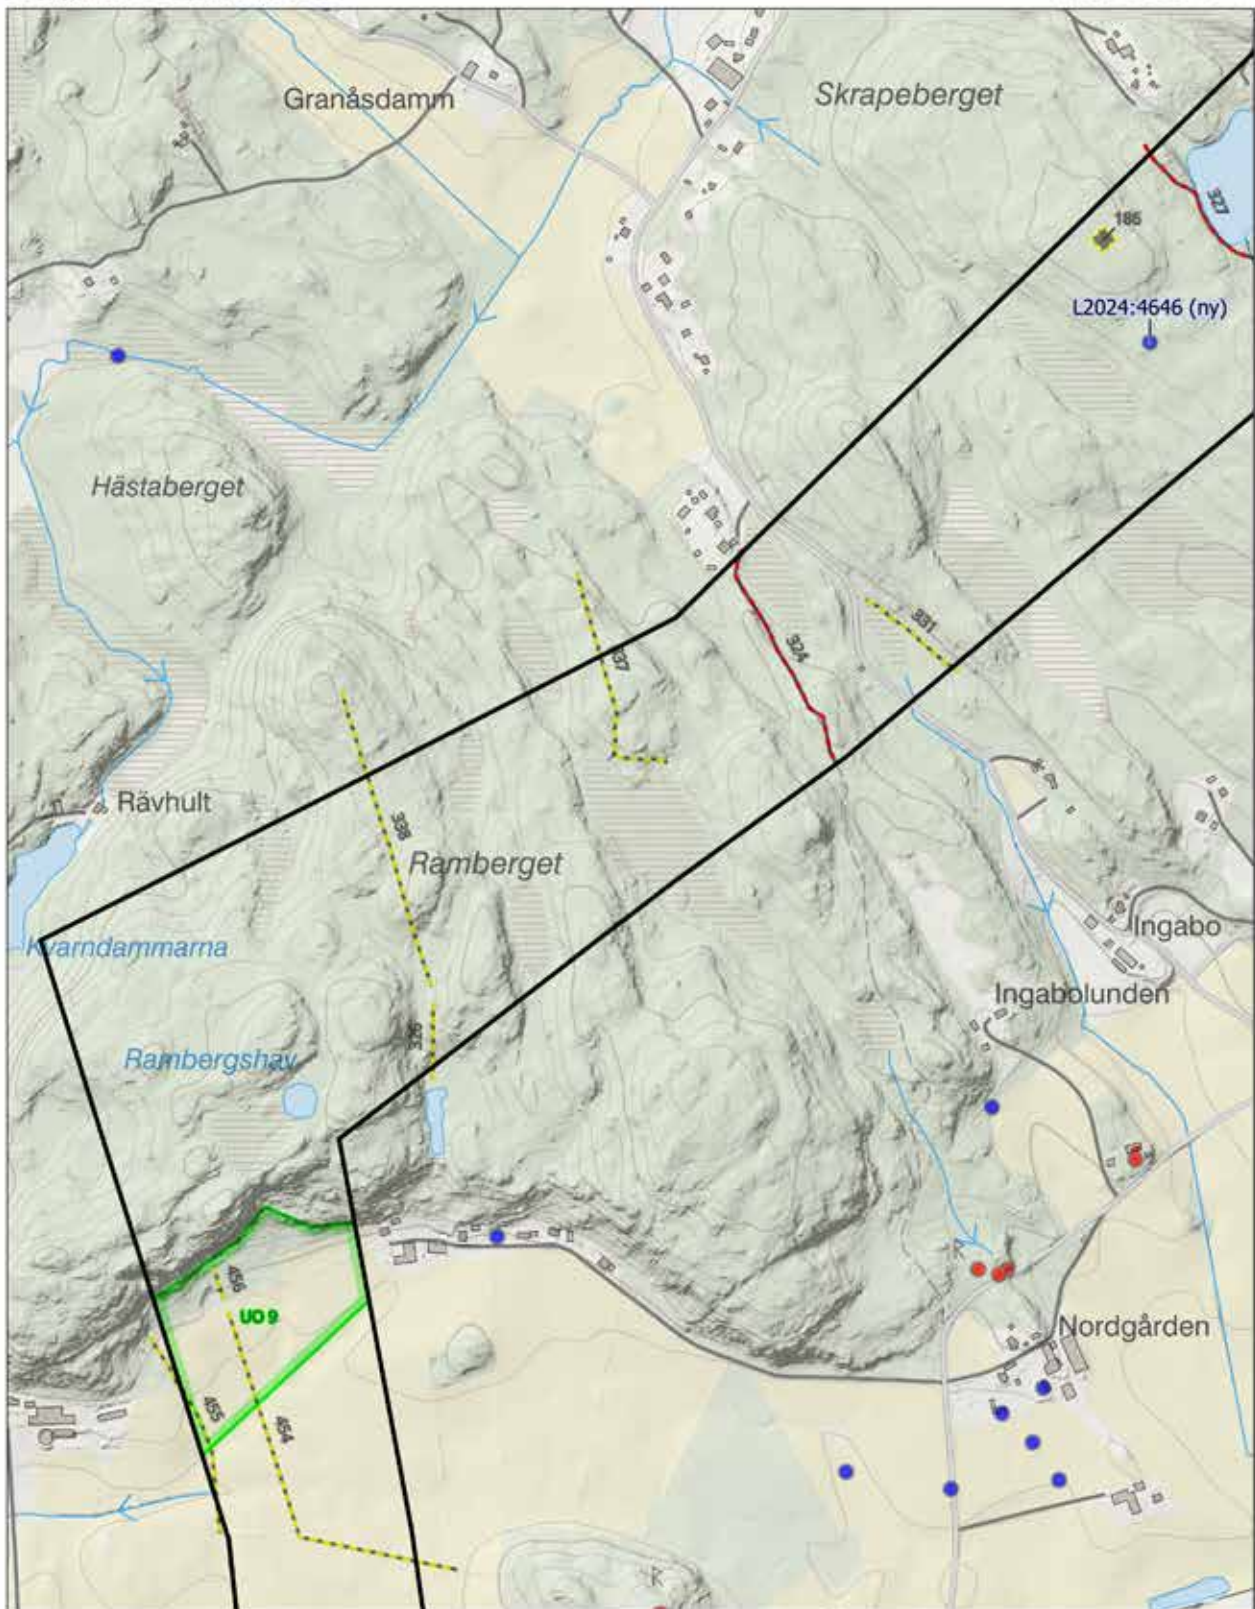 Granåsdamm
Skrapeberget
327
185
L2024:4646 (ny)
Hästaberget
331
324
337
Rävhult
338
Ramberget
Kvarndammarna
Ingabo
Ingabolunden
Rambergshav
456
UO 9
Nordgården
455
454
R